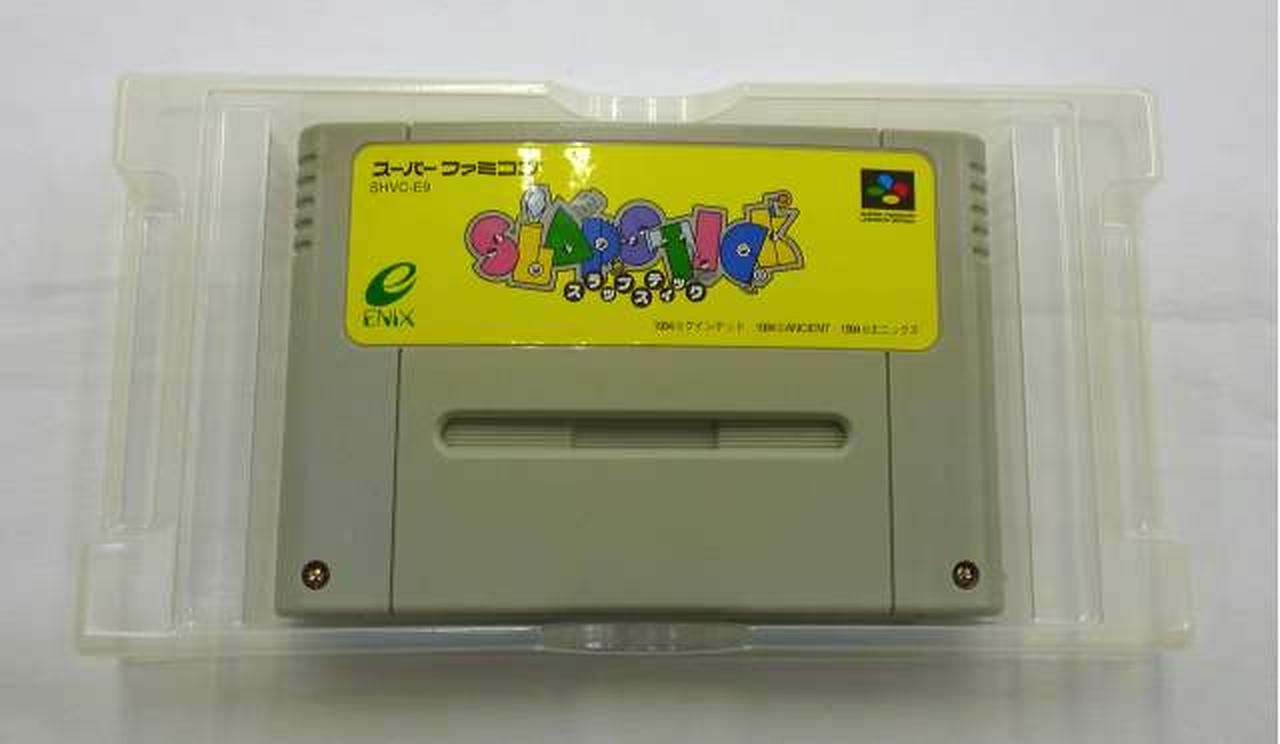 スーパーファミコン
SHVC-E9
SLAPSTICK
スラップスティック
ENIX
1994©クインテット 1994©ANCIENT 1994©エニックス